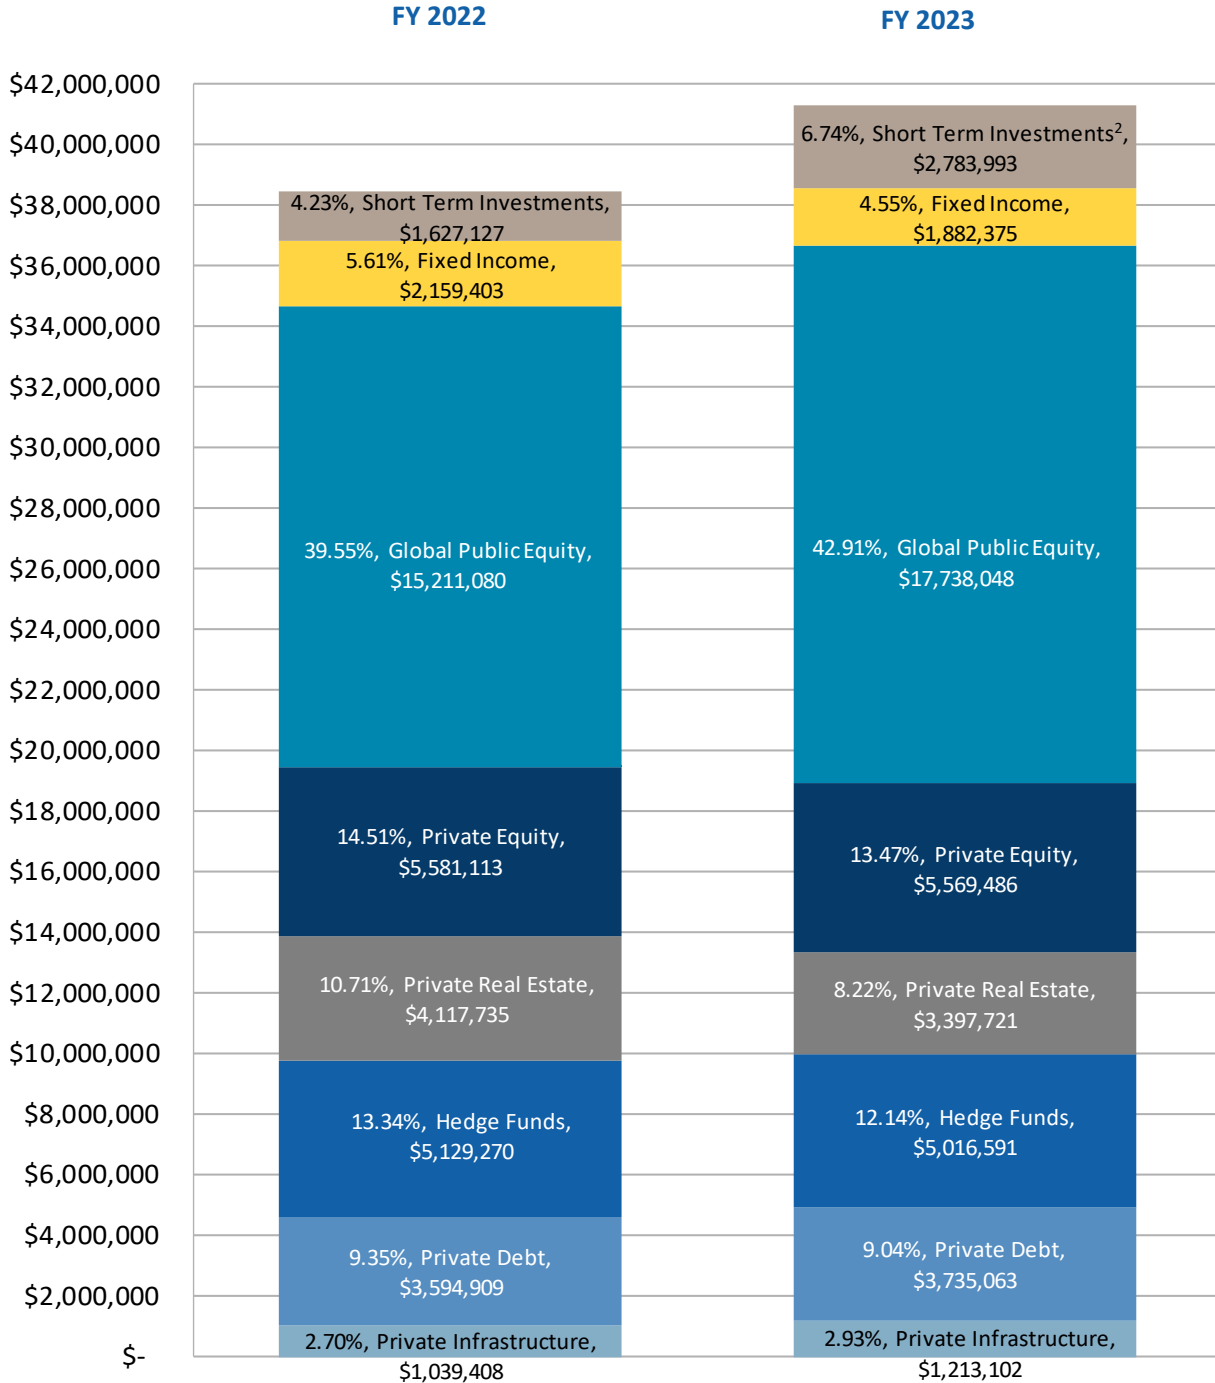 FY 2022
FY 2023
$42,000,000
$40,000,000
$38,000,000
$36,000,000
$34,000,000
$32,000,000
$30,000,000
$28,000,000
$26,000,000
$24,000,000
$22,000,000
$20,000,000
$18,000,000
$16,000,000
$14,000,000
$12,000,000
$10,000,000
$8,000,000
$6,000,000
$4,000,000
$2,000,000
$-
4.23%, Short Term Investments,
$1,627,127
5.61%, Fixed Income,
$2,159,403
39.55%, Global Public Equity,
$15,211,080
14.51%, Private Equity,
$5,581,113
10.71%, Private Real Estate,
$4,117,735
13.34%, Hedge Funds,
$5,129,270
9.35%, Private Debt,
$3,594,909
2.70%, Private Infrastructure,
$1,039,408
6.74%, Short Term Investments²,
$2,783,993
4.55%, Fixed Income,
$1,882,375
42.91%, Global Public Equity,
$17,738,048
13.47%, Private Equity,
$5,569,486
8.22%, Private Real Estate,
$3,397,721
12.14%, Hedge Funds,
$5,016,591
9.04%, Private Debt,
$3,735,063
2.93%, Private Infrastructure,
$1,213,102